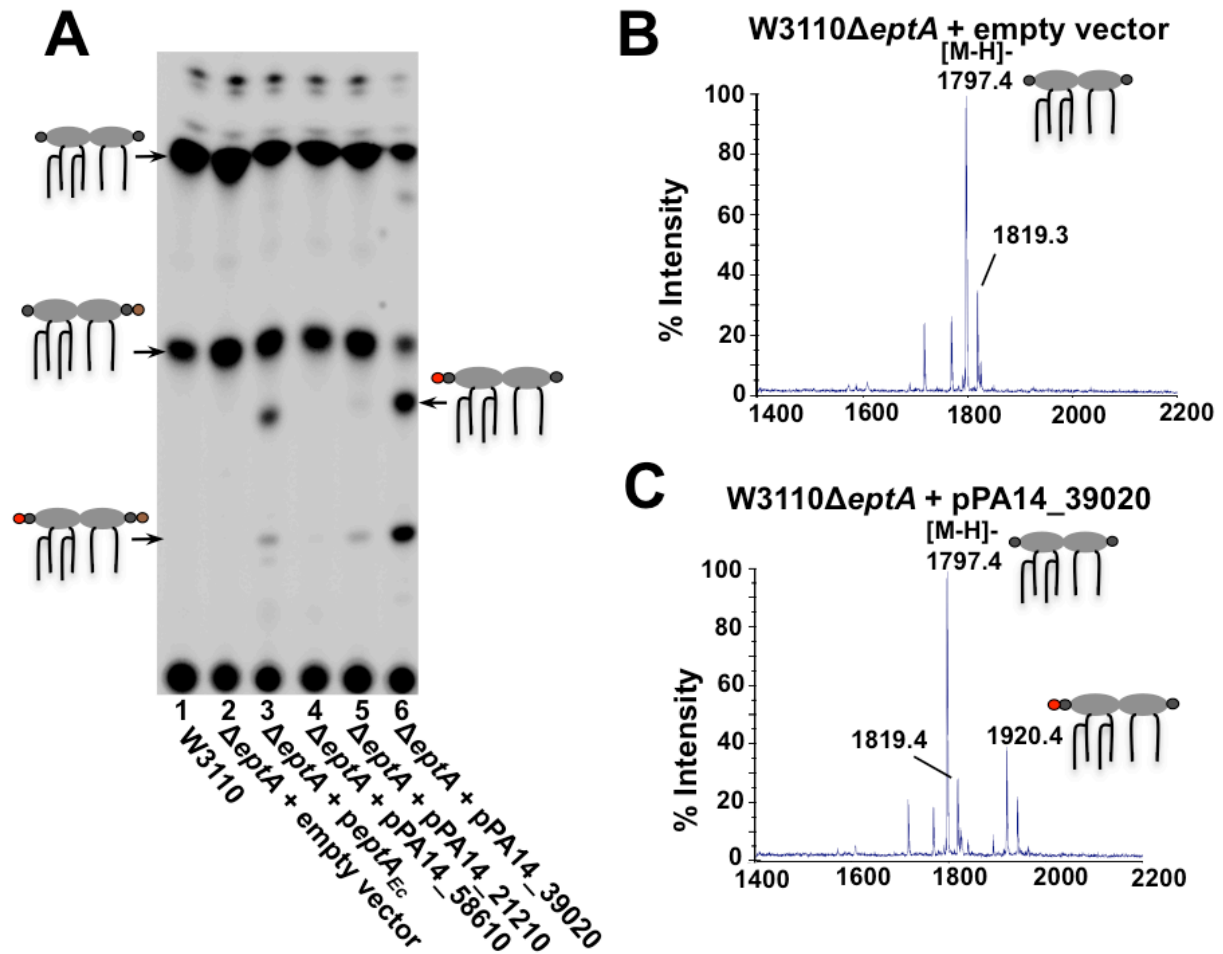 A
1 2 3 4 5 6
W3110
ΔeptA + empty vector
ΔeptA + peptAEc
ΔeptA + pPA14_58610
ΔeptA + pPA14_21210
ΔeptA + pPA14_39020
B
W3110ΔeptA + empty vector
[M-H]-
1797.4
1819.3
% Intensity
100
80
60
40
20
0
1400 1600 1800 2000 2200
C
W3110ΔeptA + pPA14_39020
[M-H]-
1797.4
1819.4
1920.4
% Intensity
100
80
60
40
20
0
1400 1600 1800 2000 2200